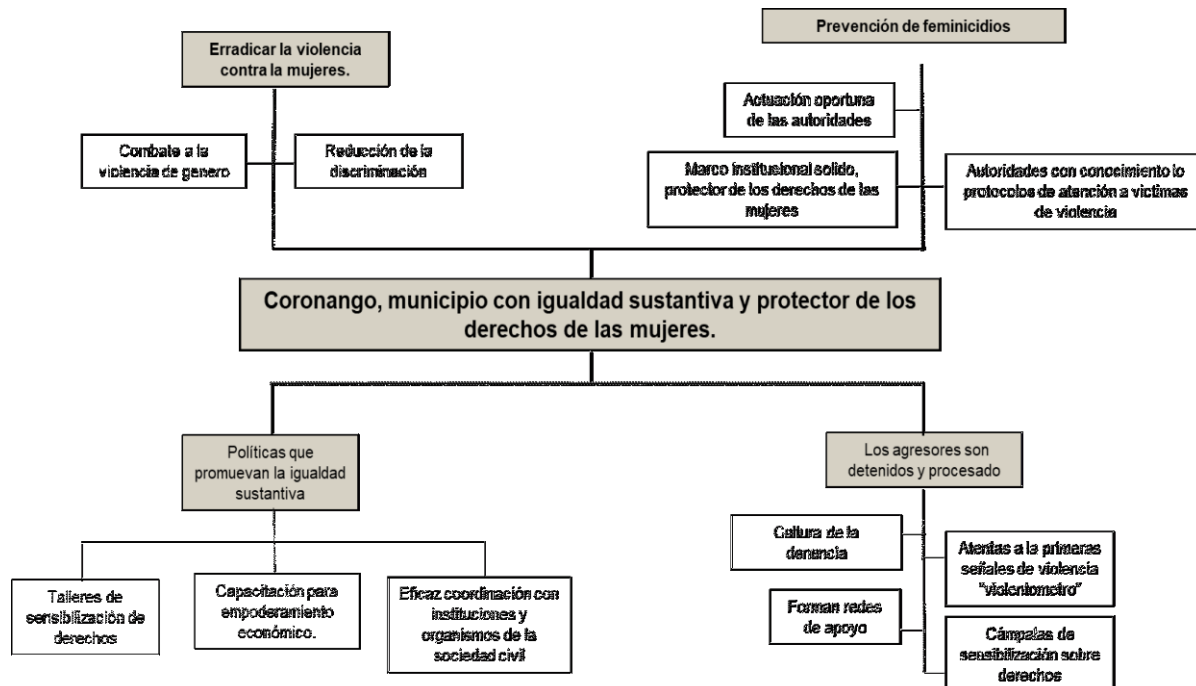 Erradicar la violencia
contra la mujeres.
Combate a la
violencia de genero
Reducción de la
discriminación
Prevención de feminicidios
Actuación oportuna
de las autoridades
Marco institucional solido,
protector de los derechos de las
mujeres
Autoridades con conocimiento lo
protocolos de atención a victimas
de violencia
Coronango, municipio con igualdad sustantiva y protector de los
derechos de las mujeres.
Políticas que
promuevan la igualdad
sustantiva
Talleres de
sensibilización de
derechos
Capacitación para
empoderamiento
económico.
Eficaz coordinación con
instituciones y
organismos de la
sociedad civil
Los agresores son
detenidos y procesado
Cultura de la
denuncia
Atentas a la primeras
señales de violencia
"violentometro"
Forman redes
de apoyo
Cámpalas de
sensibilización sobre
derechos